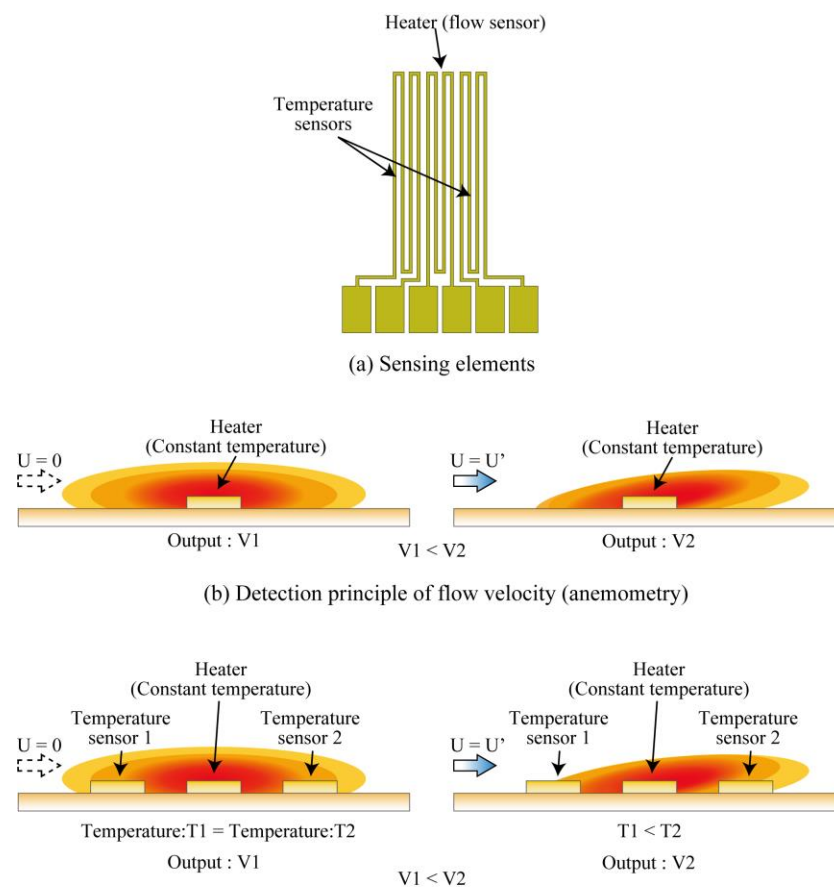 Heater (flow sensor)
Temperature
sensors
(a) Sensing elements
Heater
(Constant temperature)
U = 0
Output : V1
Heater
(Constant temperature)
U = U’
Output : V2
V1 < V2
(b) Detection principle of flow velocity (anemometry)
Heater
(Constant temperature)
Temperature
sensor 1
Temperature
sensor 2
U = 0
Temperature:T1 = Temperature:T2
Output : V1
Heater
(Constant temperature)
Temperature
sensor 1
Temperature
sensor 2
U = U’
T1 < T2
Output : V2
V1 < V2